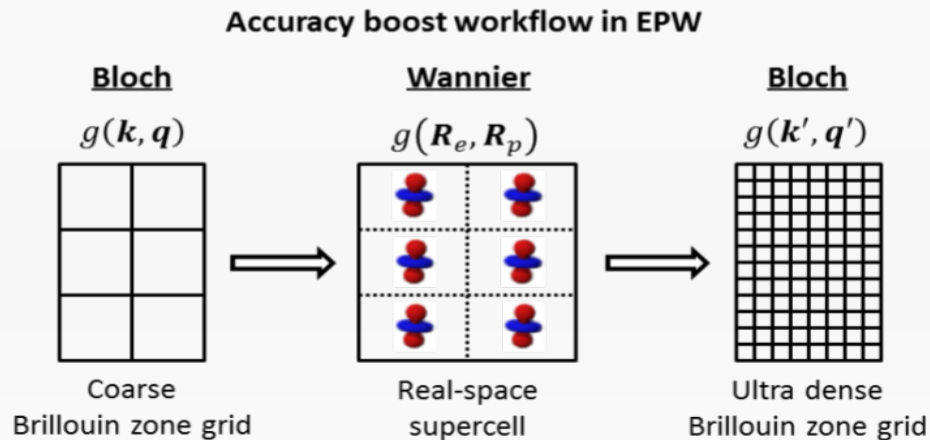 Accuracy boost workflow in EPW
Bloch
Wannier
Bloch
g(k, q)
g(Rₑ, Rₚ)
g(k′, q′)
Coarse
Brillouin zone grid
Real-space
supercell
Ultra dense
Brillouin zone grid